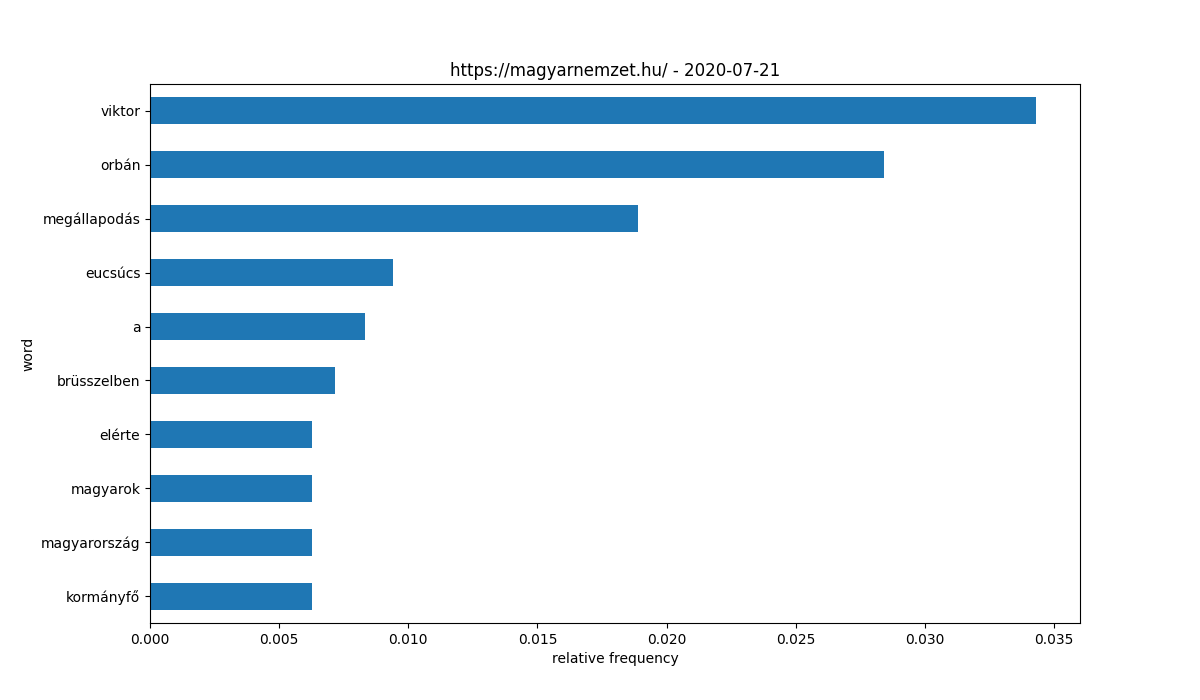 https://magyarnemzet.hu/ - 2020-07-21
word
viktor
orbán
megállapodás
eucsúcs
a
brüsszelben
elérte
magyarok
magyarország
kormányfő
0.000 0.005 0.010 0.015 0.020 0.025 0.030 0.035
relative frequency